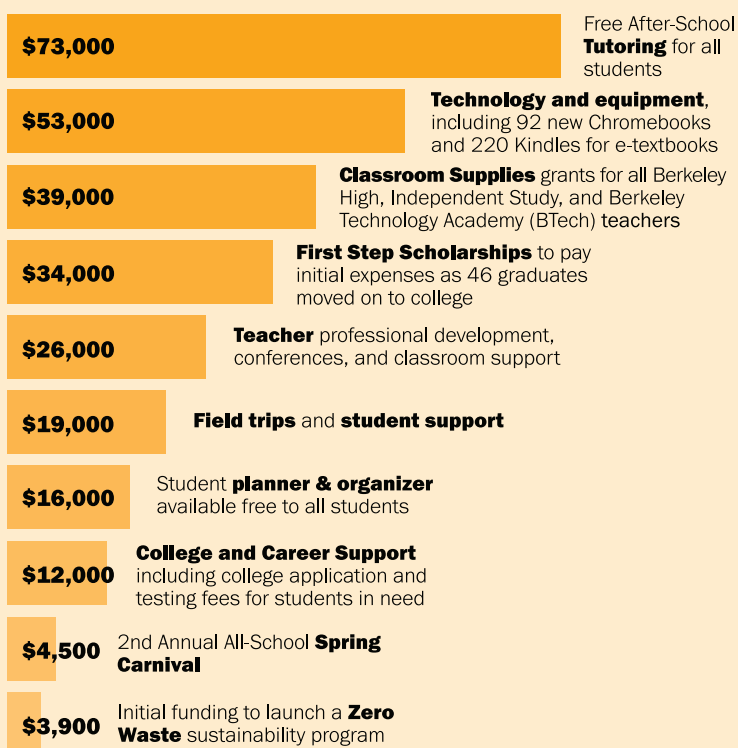 $73,000
Free After-School
Tutoring for all
students
$53,000
Technology and equipment,
including 92 new Chromebooks
and 220 Kindles for e-textbooks
$39,000
Classroom Supplies grants for all Berkeley
High, Independent Study, and Berkeley
Technology Academy (BTech) teachers
$34,000
First Step Scholarships to pay
initial expenses as 46 graduates
moved on to college
$26,000
Teacher professional development,
conferences, and classroom support
$19,000
Field trips and student support
$16,000
Student planner & organizer
available free to all students
$12,000
College and Career Support
including college application and
testing fees for students in need
$4,500
2nd Annual All-School Spring
Carnival
$3,900
Initial funding to launch a Zero
Waste sustainability program